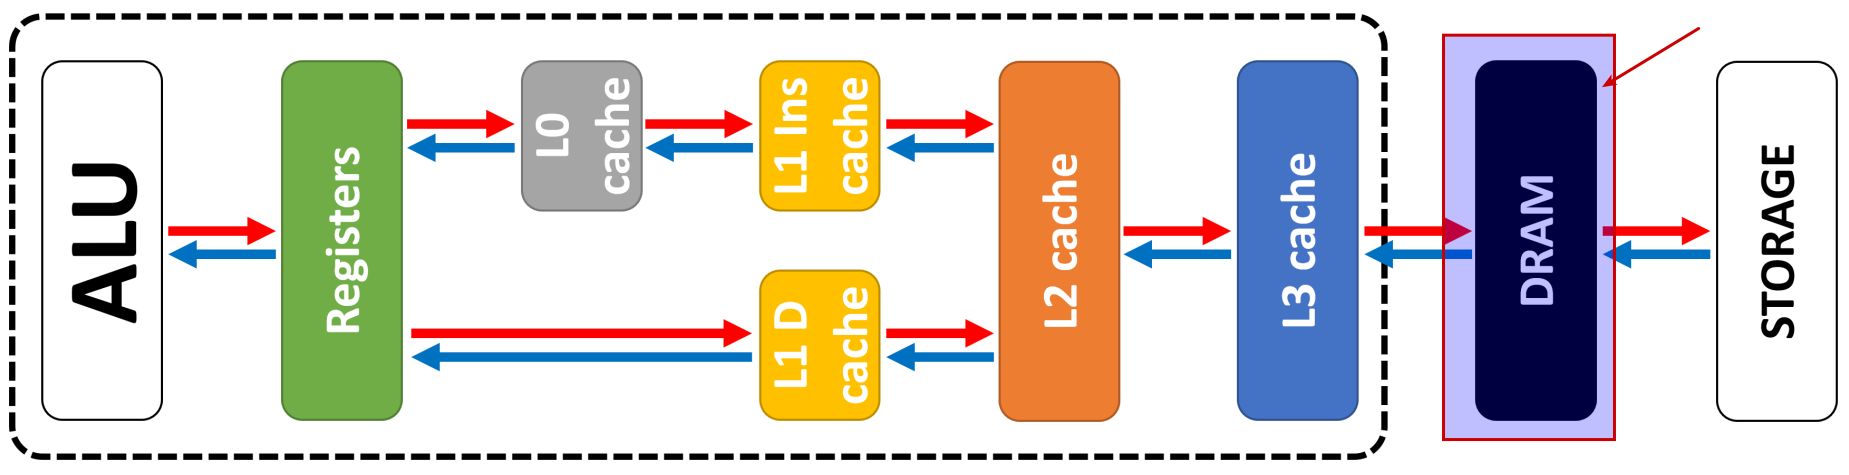 ALU
Registers
L0
cache
L1 Ins
cache
L1 D
cache
L2 cache
L3 cache
DRAM
STORAGE